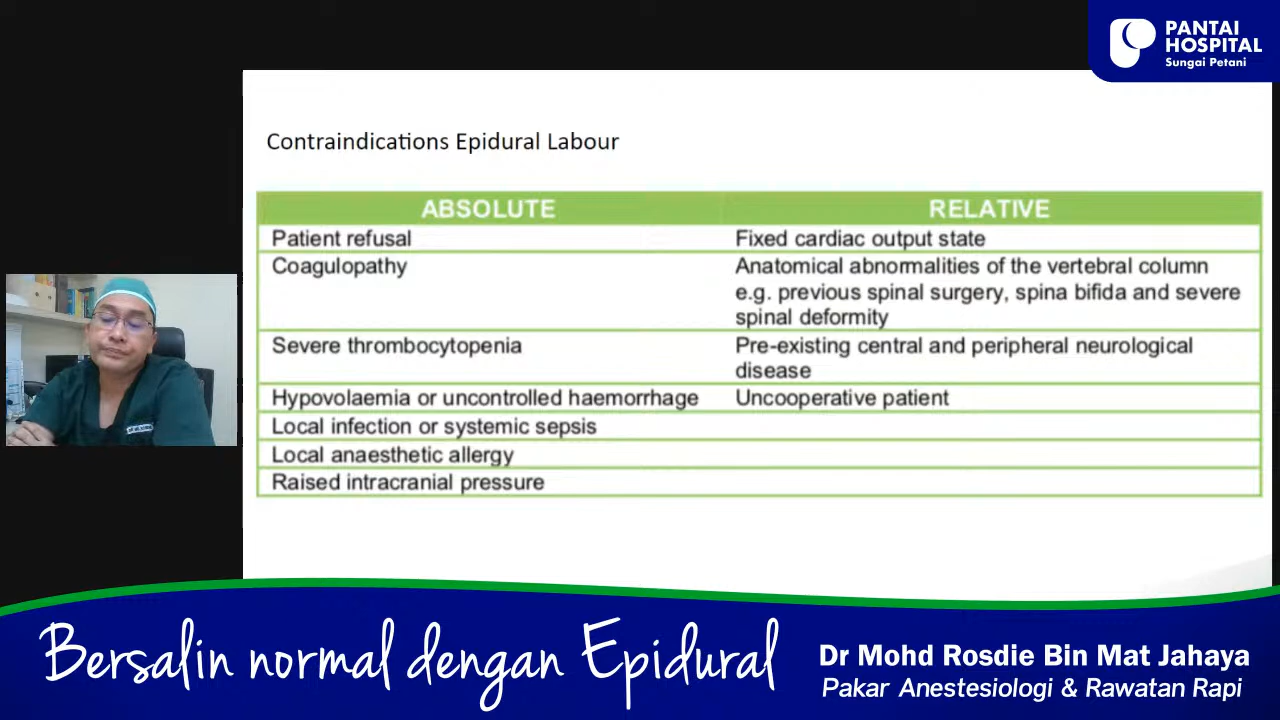 PANTAI
HOSPITAL
Sungai Petani
Contraindications Epidural Labour
ABSOLUTE RELATIVE
Patient refusal Fixed cardiac output state
Coagulopathy Anatomical abnormalities of the vertebral column
e.g. previous spinal surgery, spina bifida and severe
spinal deformity
Severe thrombocytopenia Pre-existing central and peripheral neurological
disease
Hypovolaemia or uncontrolled haemorrhage Uncooperative patient
Local infection or systemic sepsis
Local anaesthetic allergy
Raised intracranial pressure
Bersalin normal dengan Epidural
Dr Mohd Rosdie Bin Mat Jahaya
Pakar Anestesiologi & Rawatan Rapi